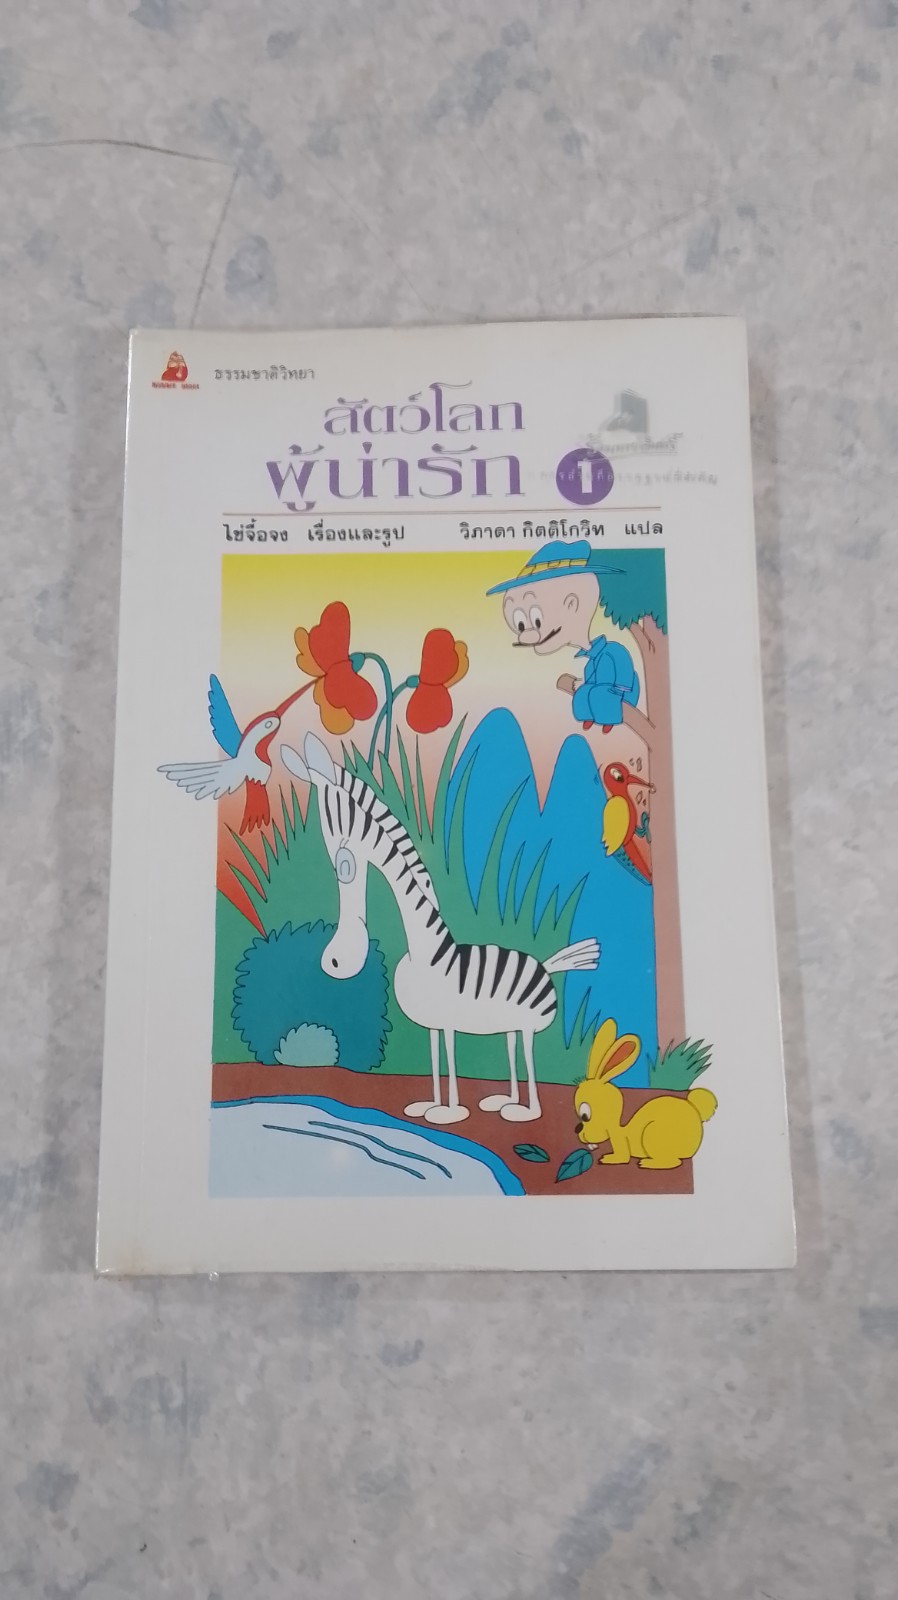 ธรรมชาติวิทยา
สัตว์โลก
ผู้น่ารัก 1
ไช่จื้อจง เรื่องและรูป วิภาดา กิตติโกวิท แปล